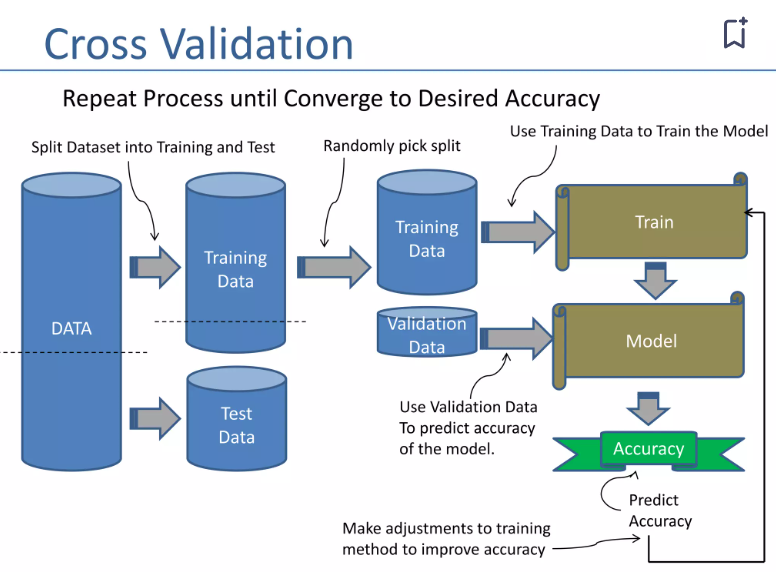 Cross Validation
Repeat Process until Converge to Desired Accuracy
Split Dataset into Training and Test
Randomly pick split
Use Training Data to Train the Model
DATA
Training
Data
Test
Data
Training
Data
Validation
Data
Train
Model
Use Validation Data
To predict accuracy
of the model.
Accuracy
Predict
Accuracy
Make adjustments to training
method to improve accuracy